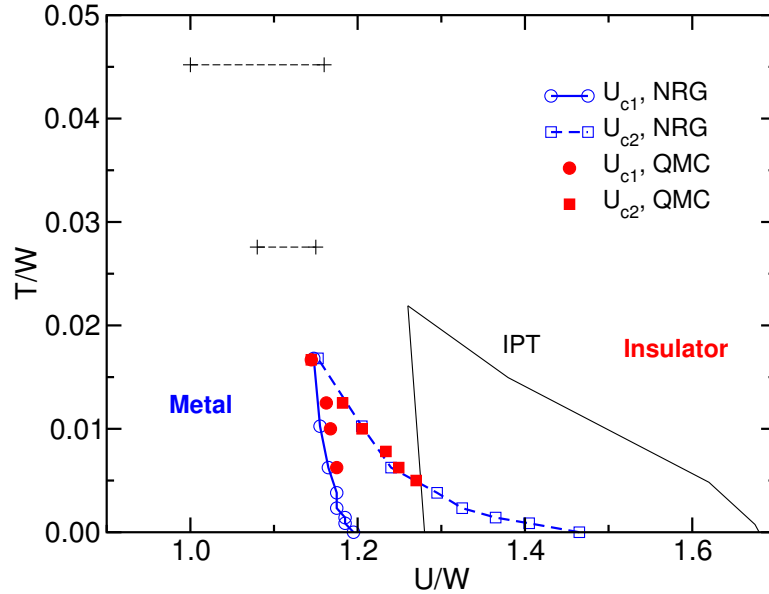 0.05
0.04
0.03
0.02
0.01
0.00
T/W
U_c1, NRG
U_c2, NRG
U_c1, QMC
U_c2, QMC
IPT
Insulator
Metal
1.0 1.2 1.4 1.6
U/W